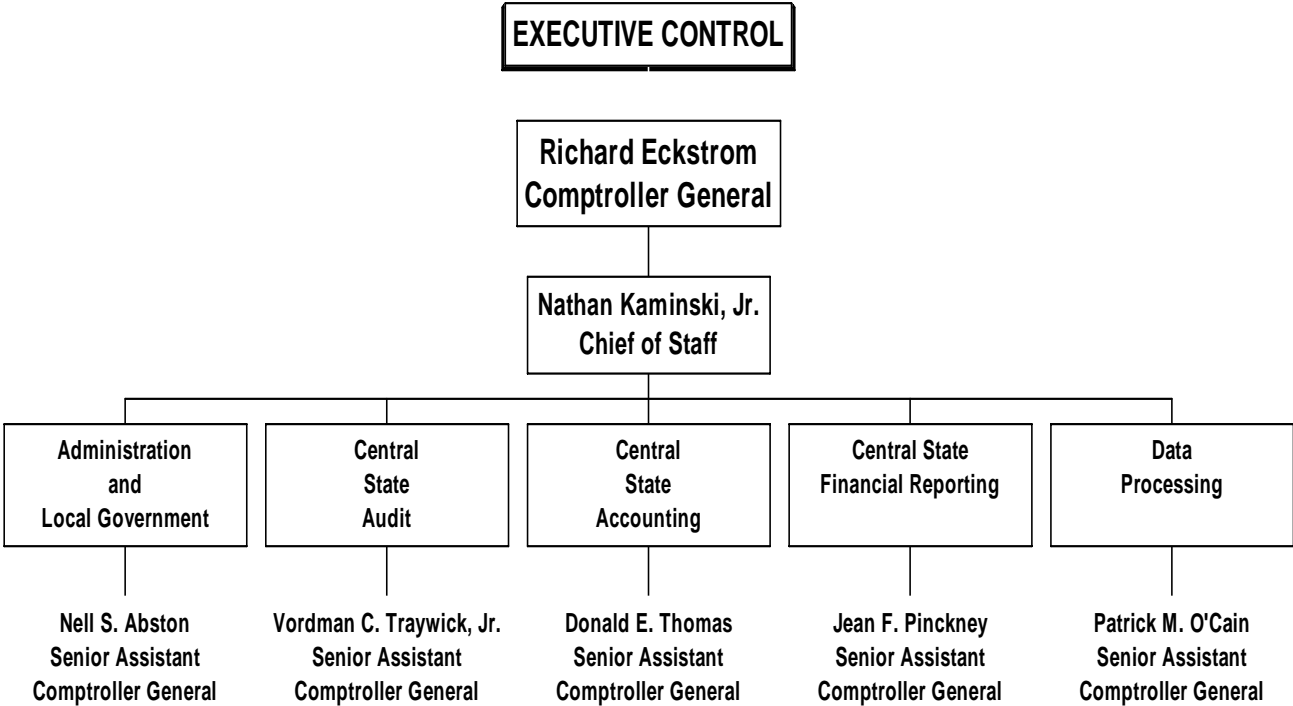 EXECUTIVE CONTROL
Richard Eckstrom
Comptroller General
Nathan Kaminski, Jr.
Chief of Staff
Administration
and
Local Government
Central
State
Audit
Central
State
Accounting
Central State
Financial Reporting
Data
Processing
Nell S. Abston
Senior Assistant
Comptroller General
Vordman C. Traywick, Jr.
Senior Assistant
Comptroller General
Donald E. Thomas
Senior Assistant
Comptroller General
Jean F. Pinckney
Senior Assistant
Comptroller General
Patrick M. O'Cain
Senior Assistant
Comptroller General